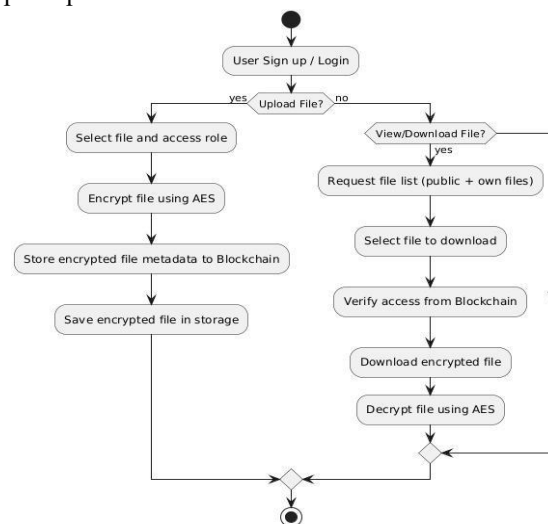 User Sign up / Login
Upload File?
yes
no
Select file and access role
Encrypt file using AES
Store encrypted file metadata to Blockchain
Save encrypted file in storage
View/Download File?
yes
Request file list (public + own files)
Select file to download
Verify access from Blockchain
Download encrypted file
Decrypt file using AES